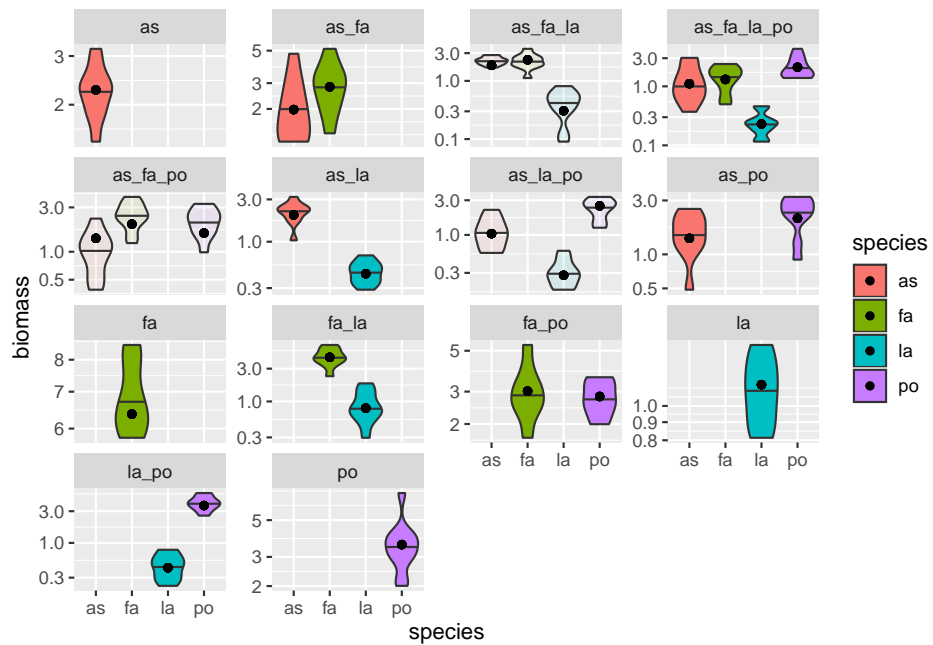 as
as_fa
as_fa_la
as_fa_la_po
3
2
5
3
2
3.0
1.0
0.3
0.1
3.0
1.0
0.3
0.1
as_fa_po
as_la
as_la_po
as_po
3.0
1.0
0.5
3.0
1.0
0.3
3.0
1.0
0.3
3.0
1.0
0.5
fa
fa_la
fa_po
la
8
7
6
3.0
1.0
0.3
5
3
2
1.0
0.9
0.8
as fa la po
as fa la po
la_po
po
3.0
1.0
0.3
5
3
2
as fa la po
as fa la po
species
biomass
species
as
fa
la
po